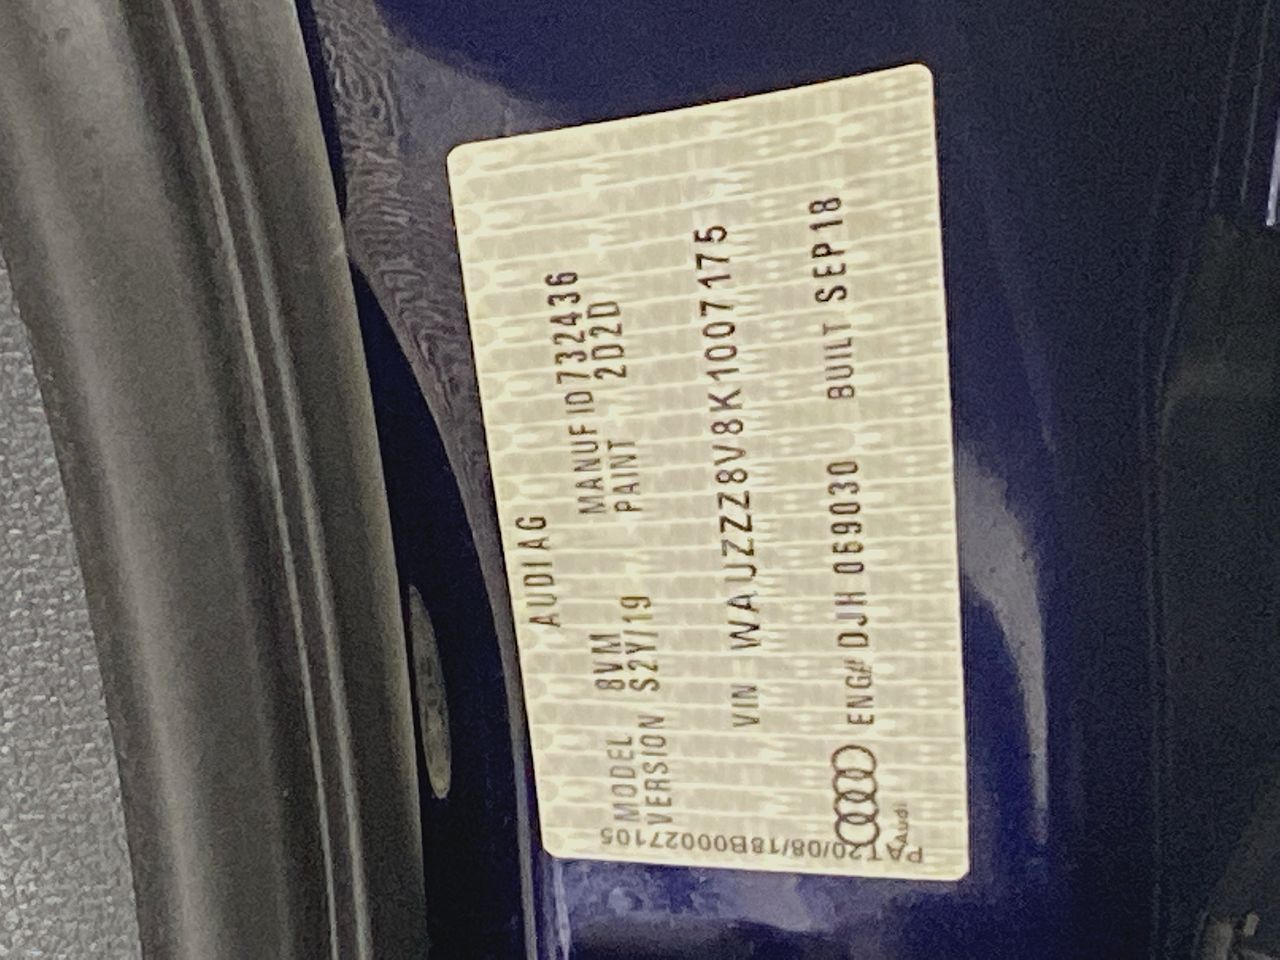 AUDI AG
MODEL 8VM MANUF ID 732436
VERSION S2Y/19 PAINT 2D2D
VIN WAUZZZ8V8K1007175
ENG# DJH 069030 BUILT SEP18
Audi
PAT20/08/18B00027105